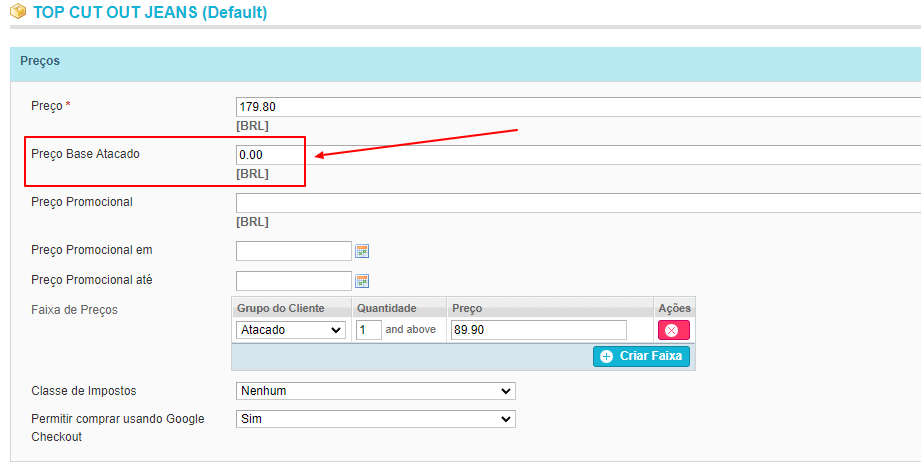 TOP CUT OUT JEANS (Default)
Preços
Preço *
179.80
[BRL]
Preço Base Atacado
0.00
[BRL]
Preço Promocional
[BRL]
Preço Promocional em
Preço Promocional até
Faixa de Preços
Grupo do Cliente Quantidade Preço Ações
Atacado 1 and above 89.90
Criar Faixa
Classe de Impostos
Nenhum
Permitir comprar usando Google
Checkout
Sim